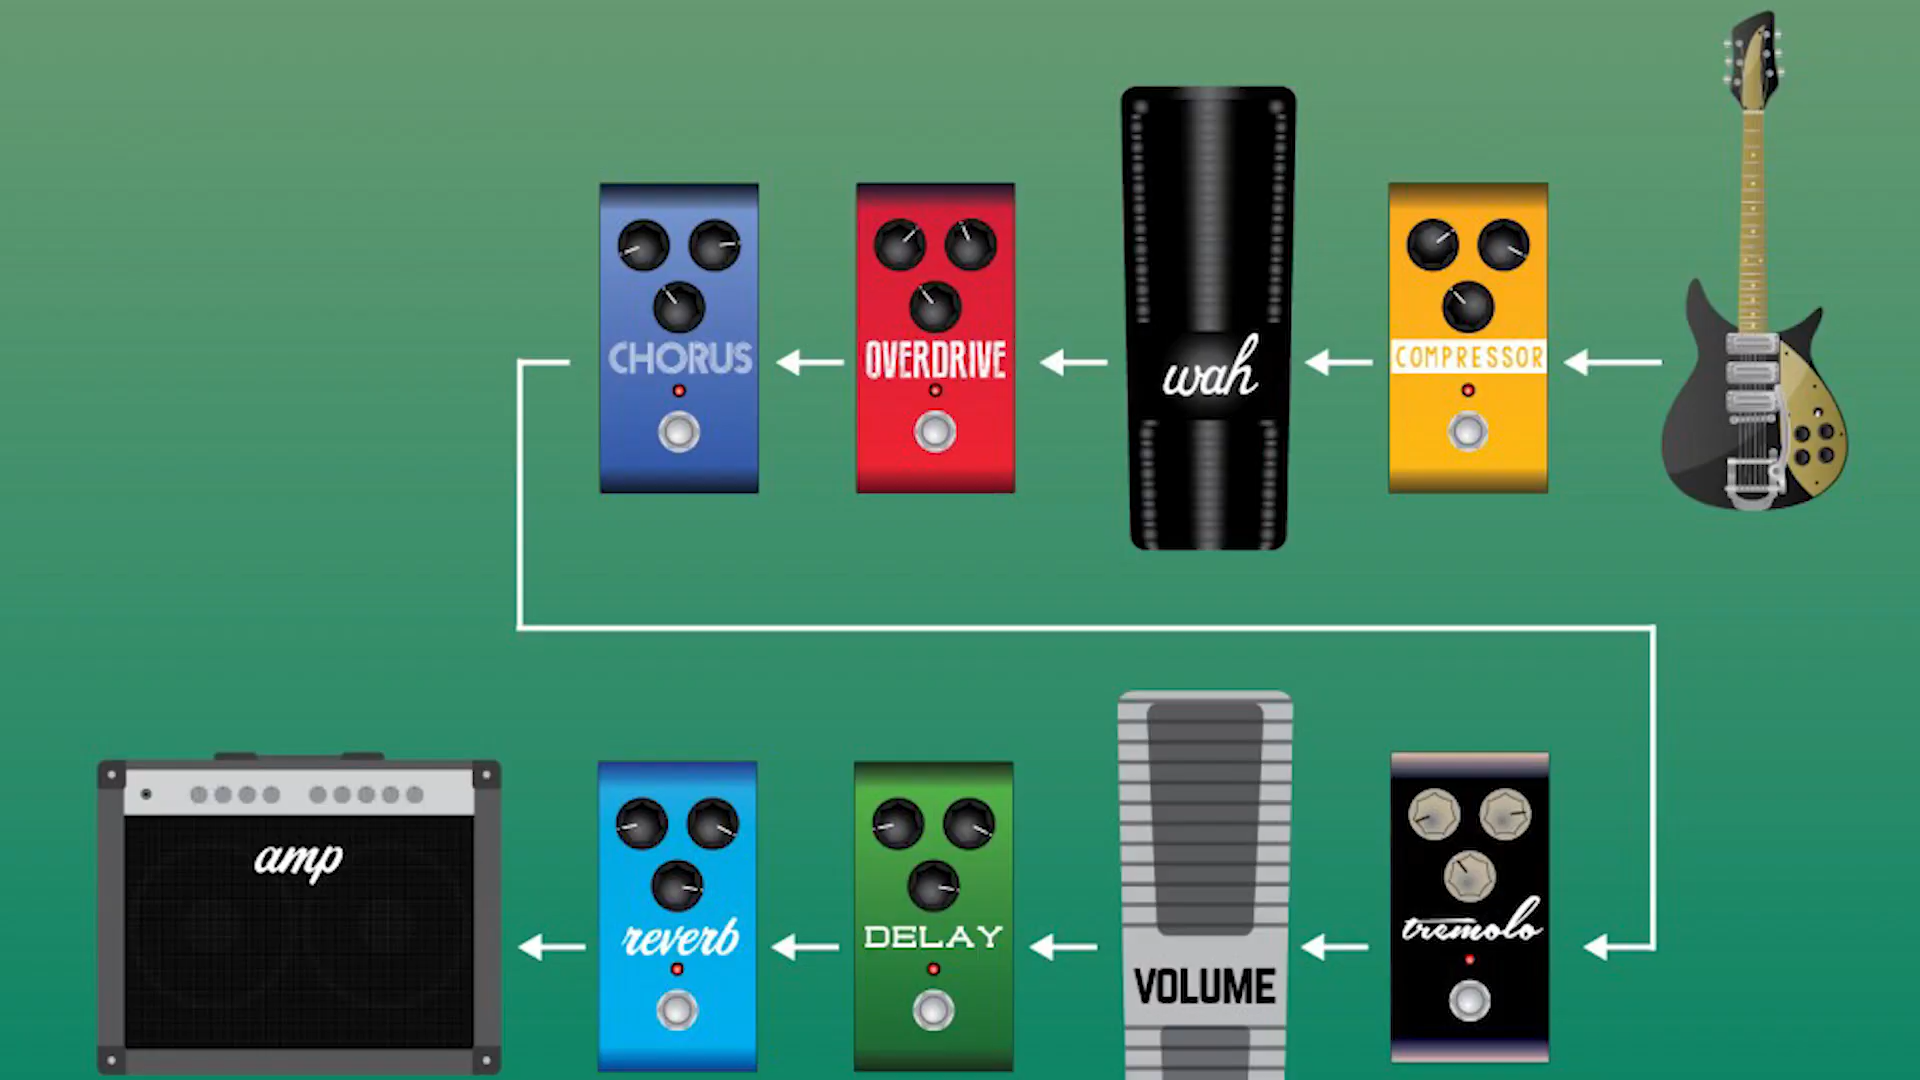 CHORUS
OVERDRIVE
wah
COMPRESSOR
amp
reverb
DELAY
VOLUME
tremolo